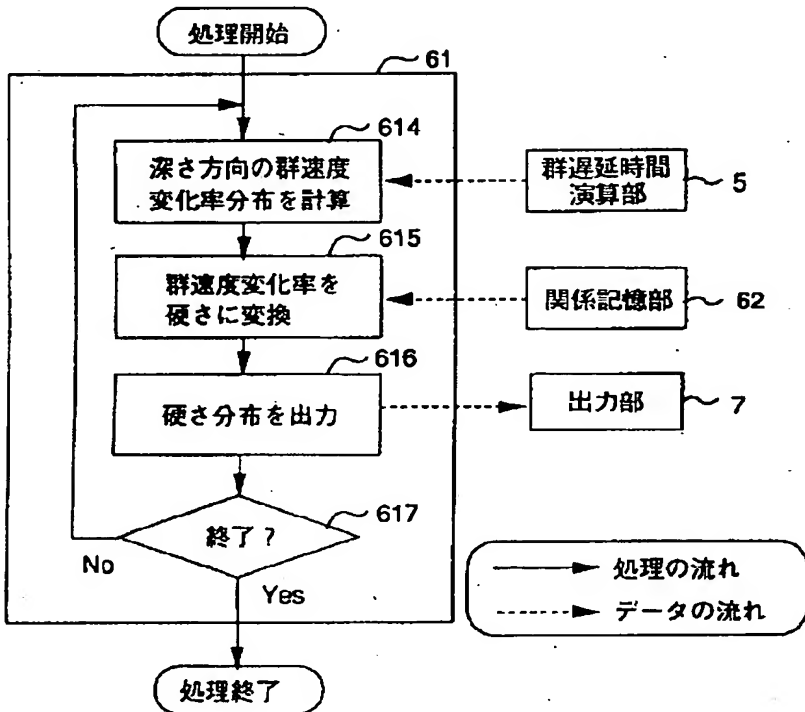 処理開始
61
614
深さ方向の群速度
変化率分布を計算
群遅延時間
演算部
5
615
群速度変化率を
硬さに変換
関係記憶部
62
616
硬さ分布を出力
出力部
7
617
終了？
No
Yes
処理の流れ
データの流れ
処理終了